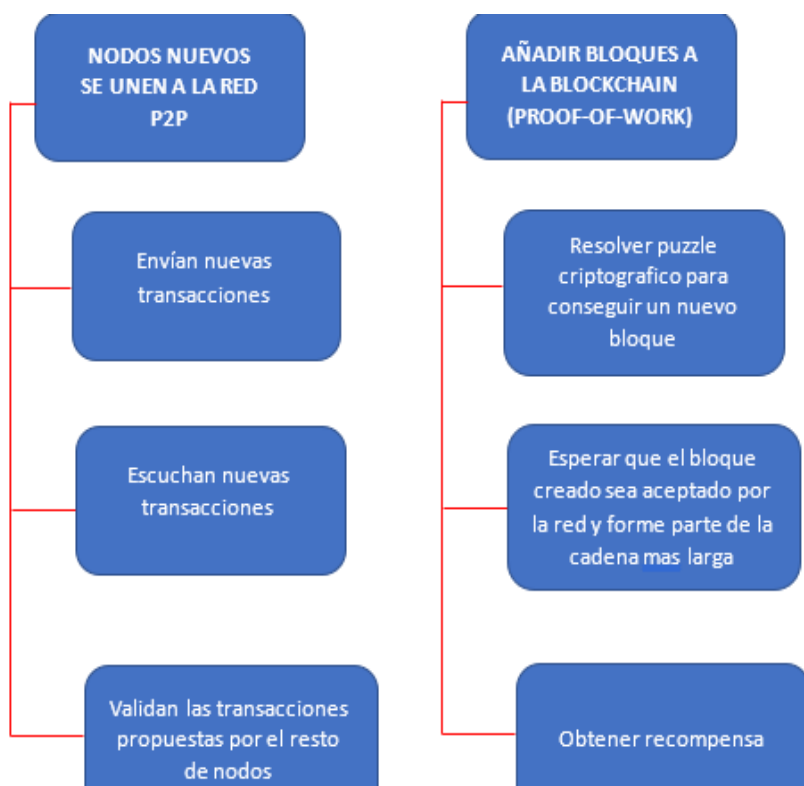 NODOS NUEVOS
SE UNEN A LA RED
P2P
Envían nuevas
transacciones
Escuchan nuevas
transacciones
Validan las transacciones
propuestas por el resto
de nodos
AÑADIR BLOQUES A
LA BLOCKCHAIN
(PROOF-OF-WORK)
Resolver puzzle
criptografico para
conseguir un nuevo
bloque
Esperar que el bloque
creado sea aceptado por
la red y forme parte de la
cadena mas larga
Obtener recompensa